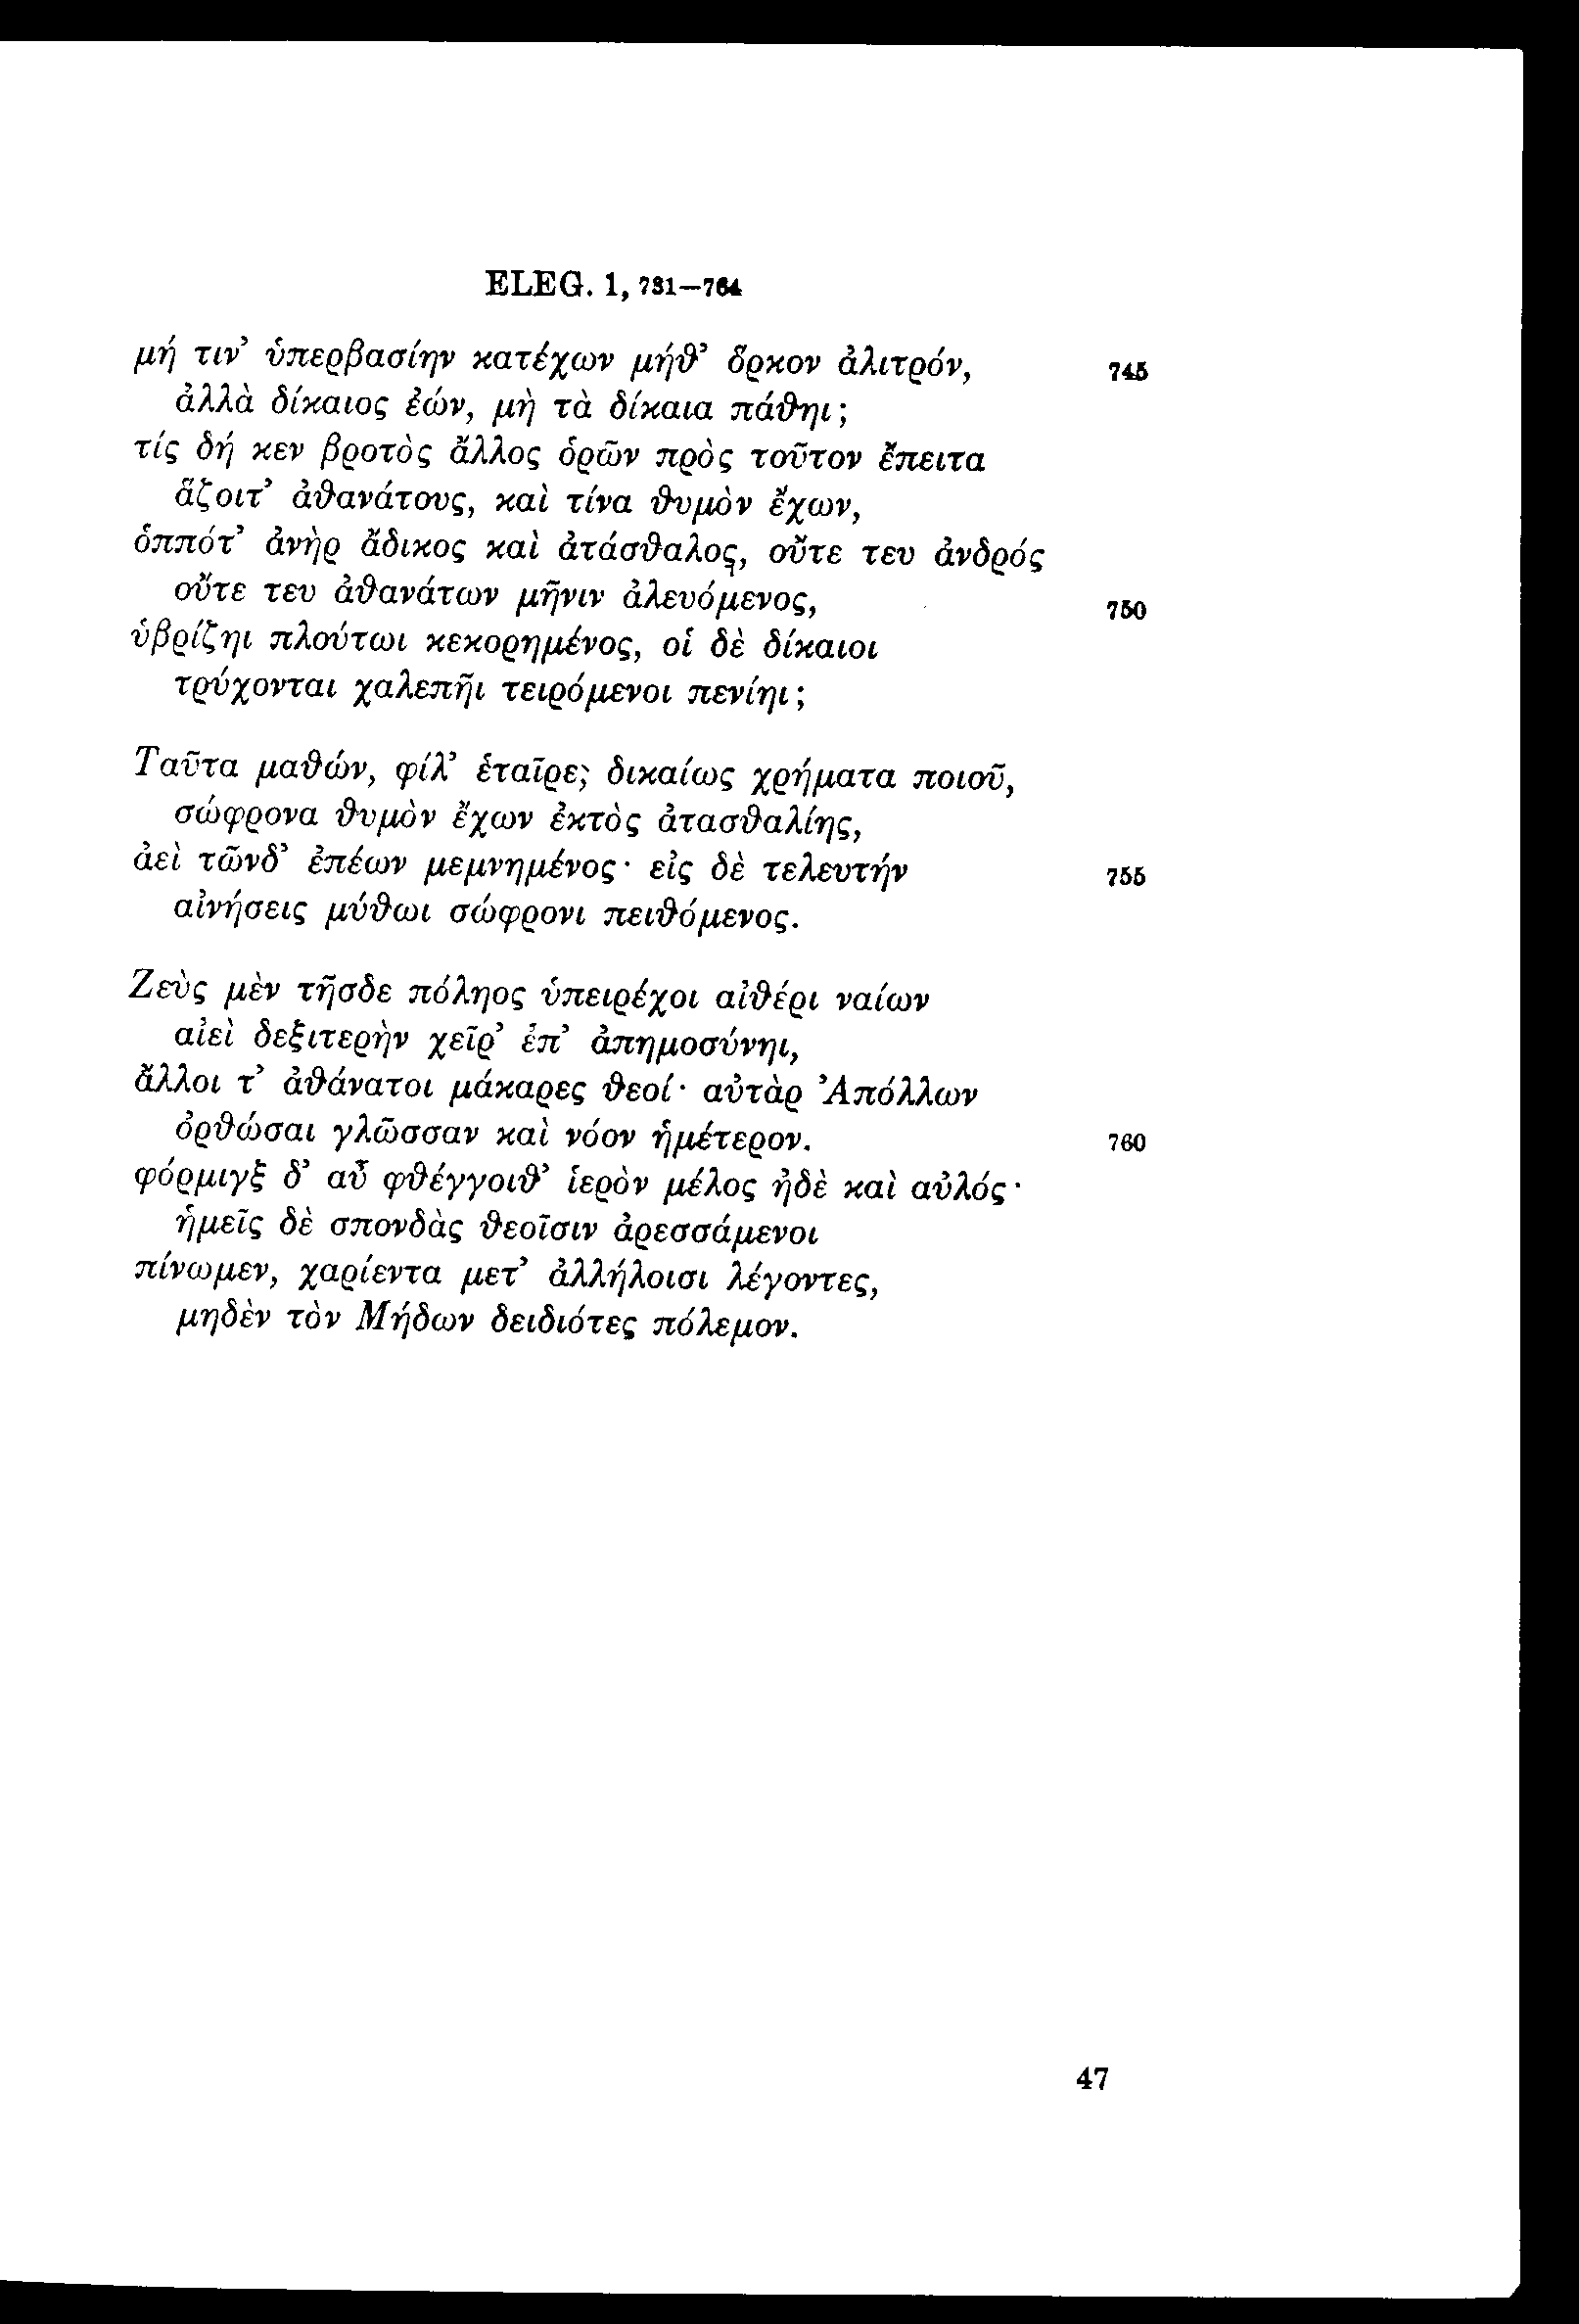 ELEG. 1, 731—764
μή τιν’ ὑπερβασίην κατέχων μήθ’ ὅρκον ἀλιτρόν, 745
ἀλλὰ δίκαιος ἐών, μὴ τὰ δίκαια πάθηι;
τίς δή κεν βροτὸς ἄλλος ὁρῶν πρὸς τοῦτον ἔπειτα
ἅζοιτ’ ἀθανάτους, καὶ τίνα θυμὸν ἔχων,
ὁππότ’ ἀνὴρ ἄδικος καὶ ἀτάσθαλος, οὔτε τευ ἀνδρός
οὔτε τευ ἀθανάτων μῆνιν ἀλευόμενος, 750
ὑβρίζηι πλούτωι κεκορημένος, οἱ δὲ δίκαιοι
τρύχονται χαλεπῆι τειρόμενοι πενίηι;
Ταῦτα μαθών, φίλ’ ἑταῖρε, δικαίως χρήματα ποιοῦ,
σώφρονα θυμὸν ἔχων ἐκτὸς ἀτασθαλίης,
ἀεὶ τῶνδ’ ἐπέων μεμνημένος· εἰς δὲ τελευτήν 755
αἰνήσεις μύθωι σώφρονι πειθόμενος.
Ζεὺς μὲν τῆσδε πόληος ὑπειρέχοι αἰθέρι ναίων
αἰεὶ δεξιτερὴν χεῖρ’ ἐπ’ ἀπημοσύνηι,
ἄλλοι τ’ ἀθάνατοι μάκαρες θεοί· αὐτὰρ Ἀπόλλων
ὀρθώσαι γλῶσσαν καὶ νόον ἡμέτερον. 760
φόρμιγξ δ’ αὖ φθέγγοιθ’ ἱερὸν μέλος ἠδὲ καὶ αὐλός·
ἡμεῖς δὲ σπονδὰς θεοῖσιν ἀρεσσάμενοι
πίνωμεν, χαρίεντα μετ’ ἀλλήλοισι λέγοντες,
μηδὲν τὸν Μήδων δειδιότες πόλεμον.
47